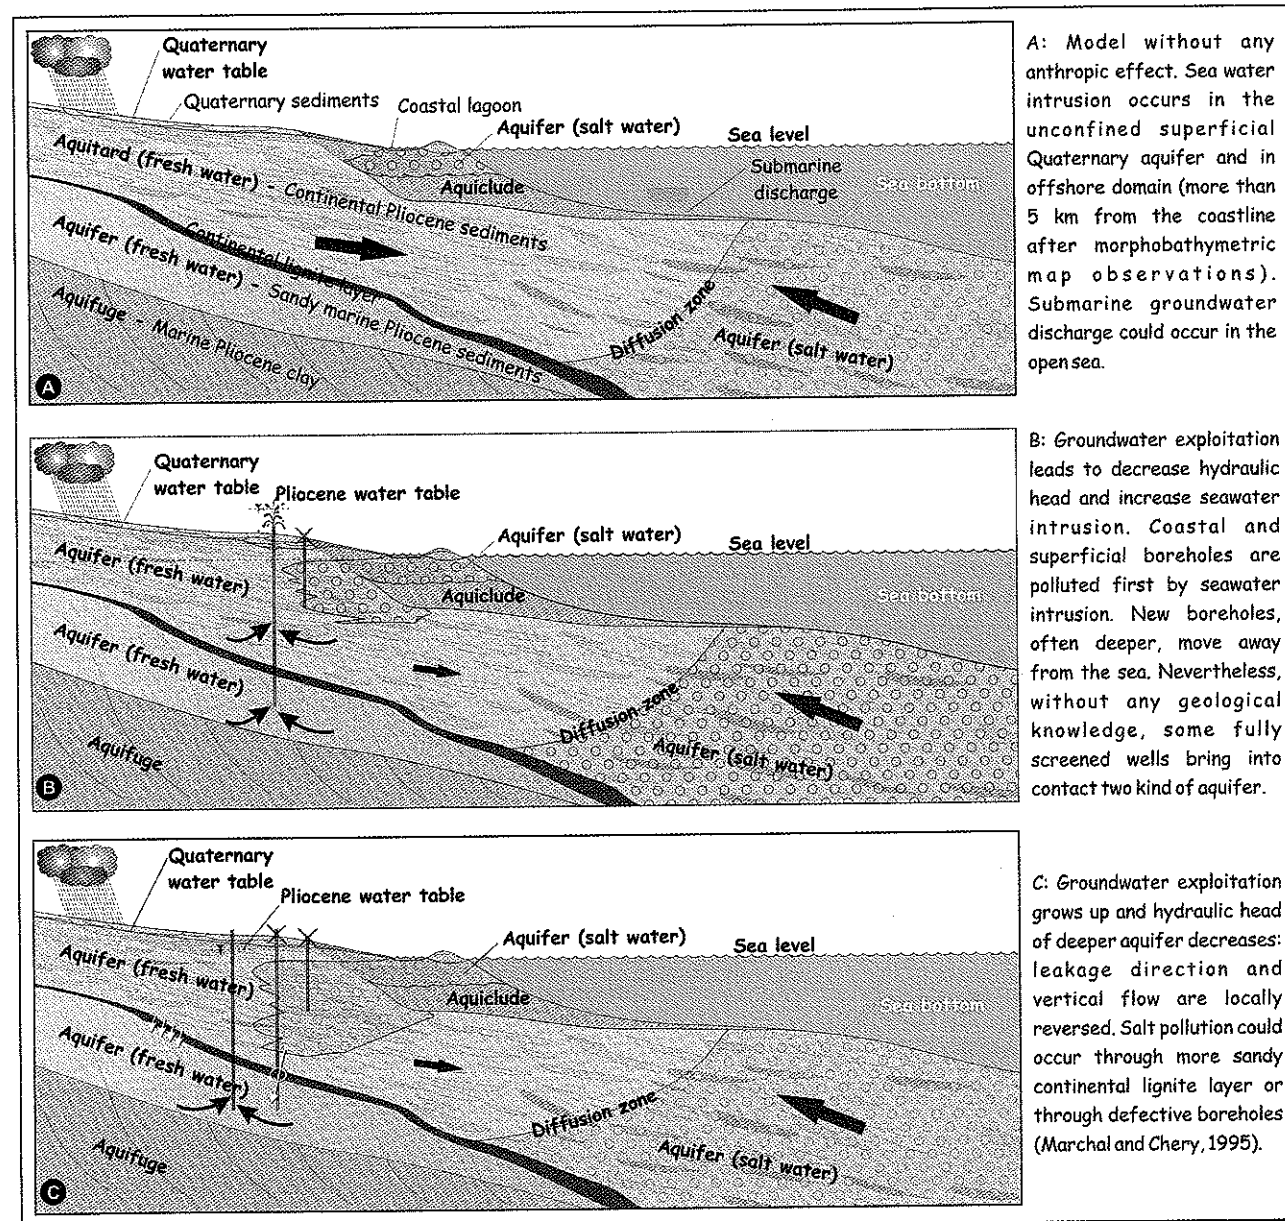 Quaternary
water table
Quaternary sediments
Coastal lagoon
Aquifer (salt water)
Sea level
Aquitard (fresh water) - Continental Pliocene sediments
Aquiclude
Submarine
discharge
Sea bottom
Continental lignite layer
Aquifer (fresh water) - Sandy marine Pliocene sediments
Diffusion zone
Aquifer (salt water)
Aquifuge - Marine Pliocene clay
A
A: Model without any
anthropic effect. Sea water
intrusion occurs in the
unconfined superficial
Quaternary aquifer and in
offshore domain (more than
5 km from the coastline
after morphobathymetric
map observations).
Submarine groundwater
discharge could occur in the
open sea.
Quaternary
water table
Pliocene water table
Aquifer (salt water)
Sea level
Aquifer (fresh water)
Aquiclude
Sea bottom
Aquifer (fresh water)
Diffusion zone
Aquifer (salt water)
Aquifuge
B
B: Groundwater exploitation
leads to decrease hydraulic
head and increase seawater
intrusion. Coastal and
superficial boreholes are
polluted first by seawater
intrusion. New boreholes,
often deeper, move away
from the sea. Nevertheless,
without any geological
knowledge, some fully
screened wells bring into
contact two kind of aquifer.
Quaternary
water table
Pliocene water table
Aquifer (salt water)
Sea level
Aquifer (fresh water)
Aquiclude
Sea bottom
Aquifer (fresh water)
Diffusion zone
Aquifer (salt water)
Aquifuge
C
C: Groundwater exploitation
grows up and hydraulic head
of deeper aquifer decreases:
leakage direction and
vertical flow are locally
reversed. Salt pollution could
occur through more sandy
continental lignite layer or
through defective boreholes
(Marchal and Chery, 1995).